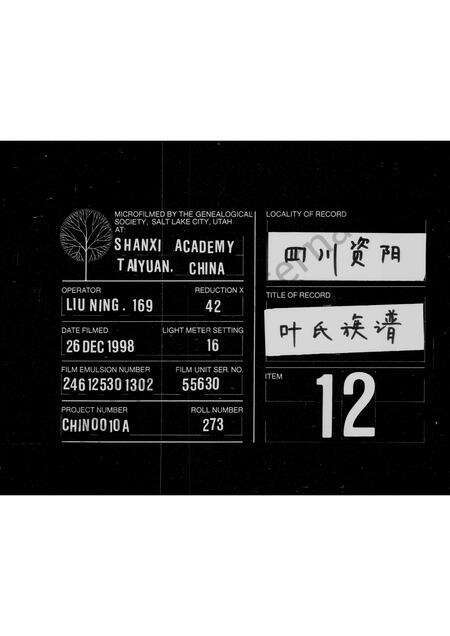 MICROFILMED BY THE GENEALOGICAL
SOCIETY, SALT LAKE CITY, UTAH
AT:
SHANXI ACADEMY
TAIYUAN. CHINA
OPERATOR REDUCTION X
LIU NING. 169 42
DATE FILMED LIGHT METER SETTING
26 DEC 1998 16
FILM EMULSION NUMBER FILM UNIT SER. NO.
24612530 1302 55630
PROJECT NUMBER ROLL NUMBER
CHIN0010A 273
LOCALITY OF RECORD
四川资阳
TITLE OF RECORD
叶氏族谱
ITEM
12